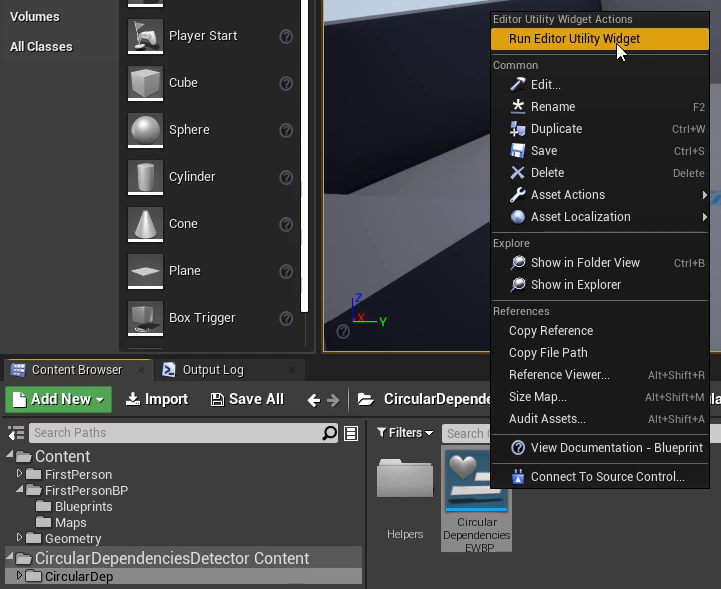 Volumes
All Classes
Player Start
Cube
Sphere
Cylinder
Cone
Plane
Box Trigger
Z
X
Y
Editor Utility Widget Actions
Run Editor Utility Widget
Common
Edit...
Rename F2
Duplicate Ctrl+W
Save Ctrl+S
Delete Delete
Asset Actions
Asset Localization
Explore
Show in Folder View Ctrl+B
Show in Explorer
References
Copy Reference
Copy File Path
Reference Viewer... Alt+Shift+R
Size Map... Alt+Shift+M
Audit Assets... Alt+Shift+A
View Documentation - Blueprint
Connect To Source Control...
Content Browser Output Log
Add New Import Save All CircularDepende
Search Paths
Content
FirstPerson
FirstPersonBP
Blueprints
Maps
Geometry
CircularDependenciesDetector Content
CircularDep
Filters Search C
Helpers
Circular
Dependencies
EWBP